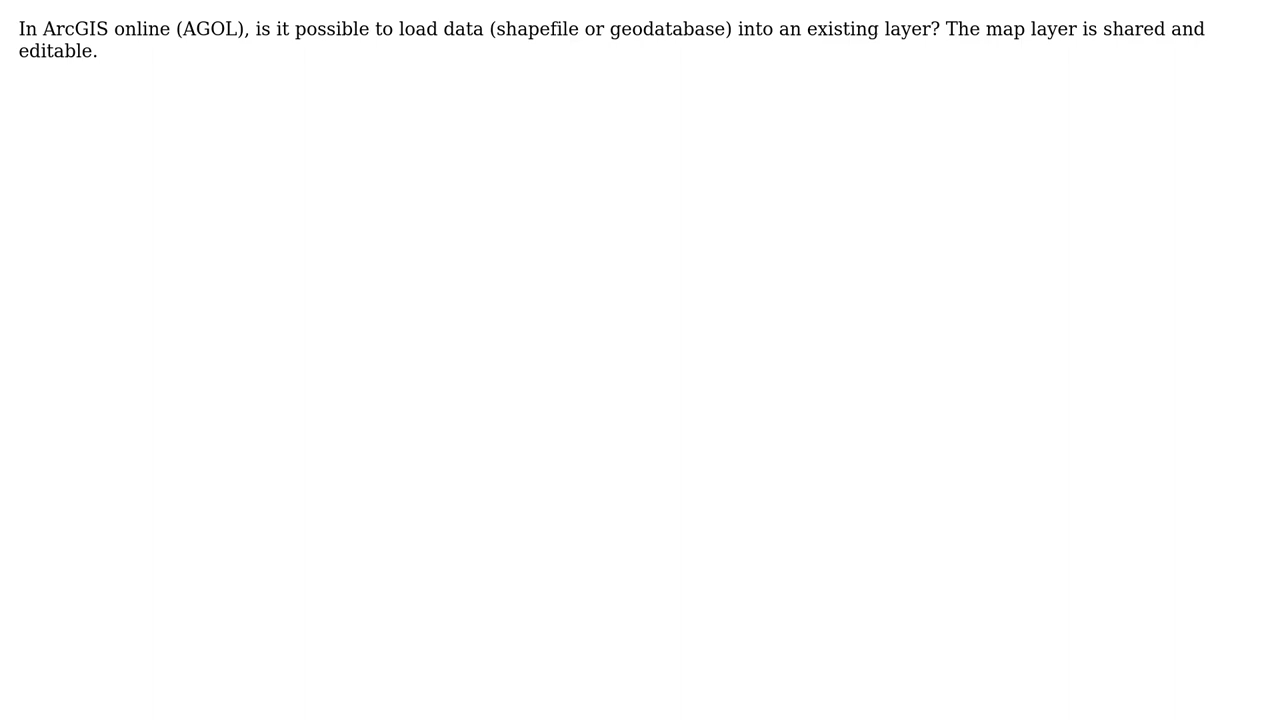 In ArcGIS online (AGOL), is it possible to load data (shapefile or geodatabase) into an existing layer? The map layer is shared and
editable.